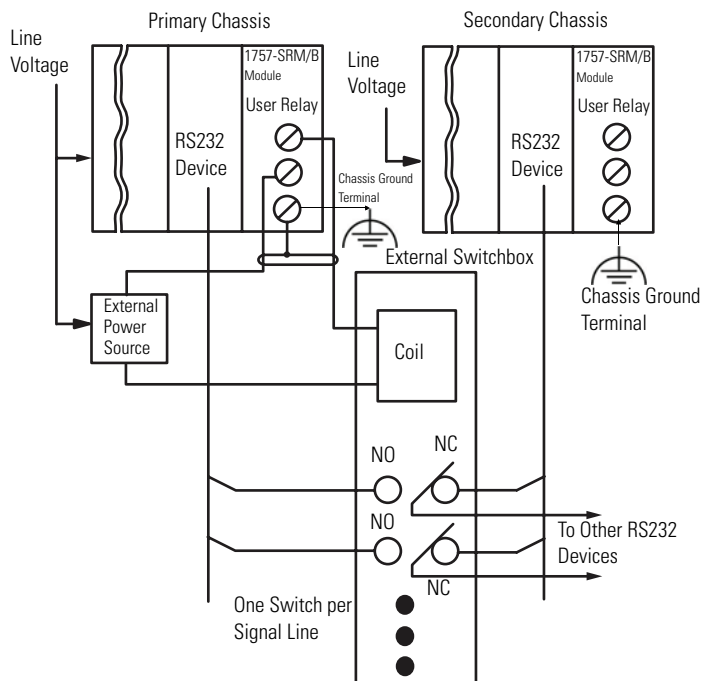 Primary Chassis
Secondary Chassis
Line
Voltage
1757-SRM/B
Module
User Relay
RS232
Device
Chassis Ground
Terminal
Line
Voltage
1757-SRM/B
Module
User Relay
RS232
Device
External Switchbox
Chassis Ground
Terminal
External
Power
Source
Coil
NO
NC
NO
NC
To Other RS232
Devices
One Switch per
Signal Line